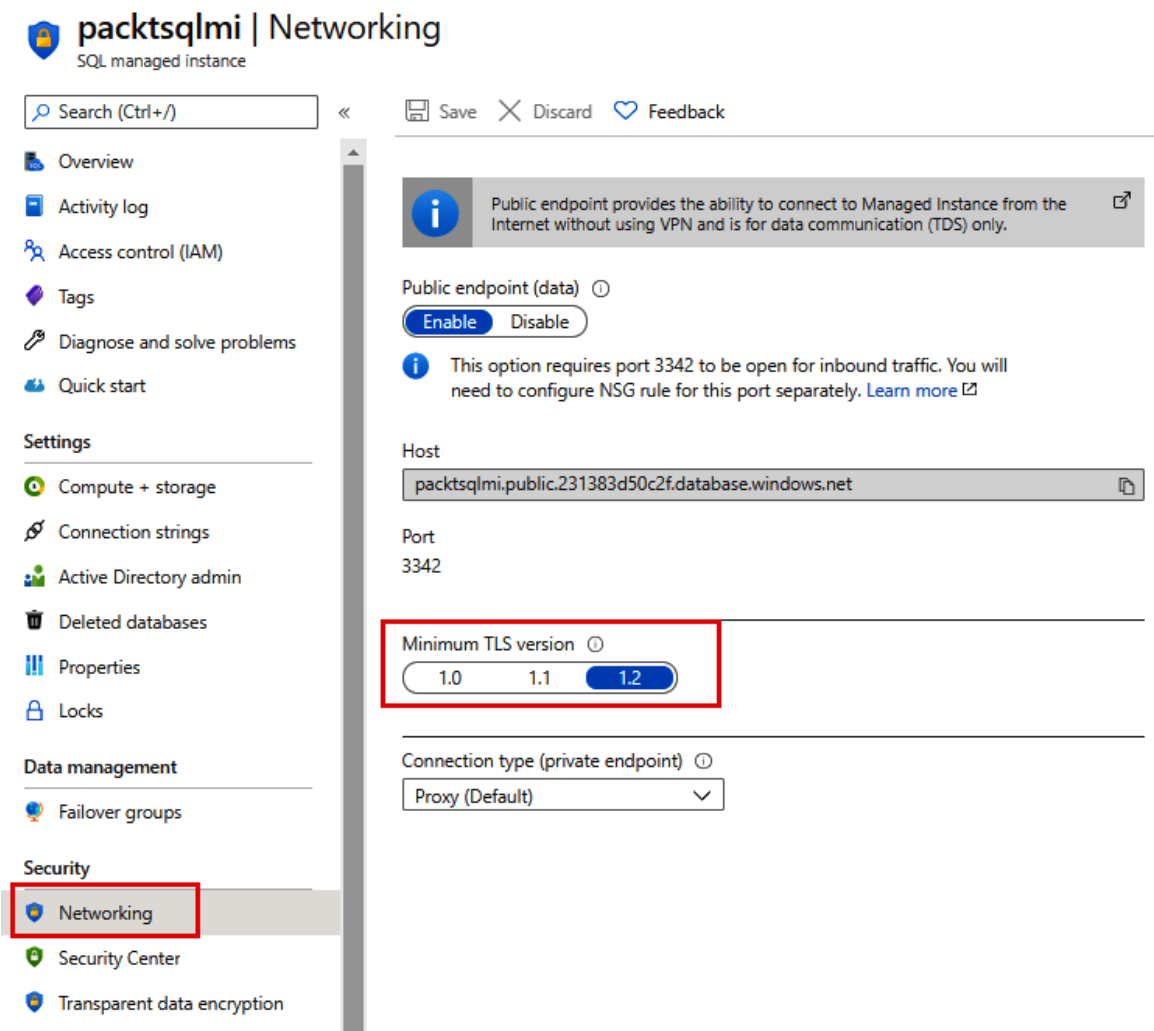 packtsqlmi | Networking
SQL managed instance
Search (Ctrl+/)
«
Overview
Activity log
Access control (IAM)
Tags
Diagnose and solve problems
Quick start
Settings
Compute + storage
Connection strings
Active Directory admin
Deleted databases
Properties
Locks
Data management
Failover groups
Security
Networking
Security Center
Transparent data encryption
Save Discard Feedback
Public endpoint provides the ability to connect to Managed Instance from the
Internet without using VPN and is for data communication (TDS) only.
Public endpoint (data)
Enable Disable
This option requires port 3342 to be open for inbound traffic. You will
need to configure NSG rule for this port separately. Learn more
Host
packtsqlmi.public.231383d50c2f.database.windows.net
Port
3342
Minimum TLS version
1.0 1.1 1.2
Connection type (private endpoint)
Proxy (Default)